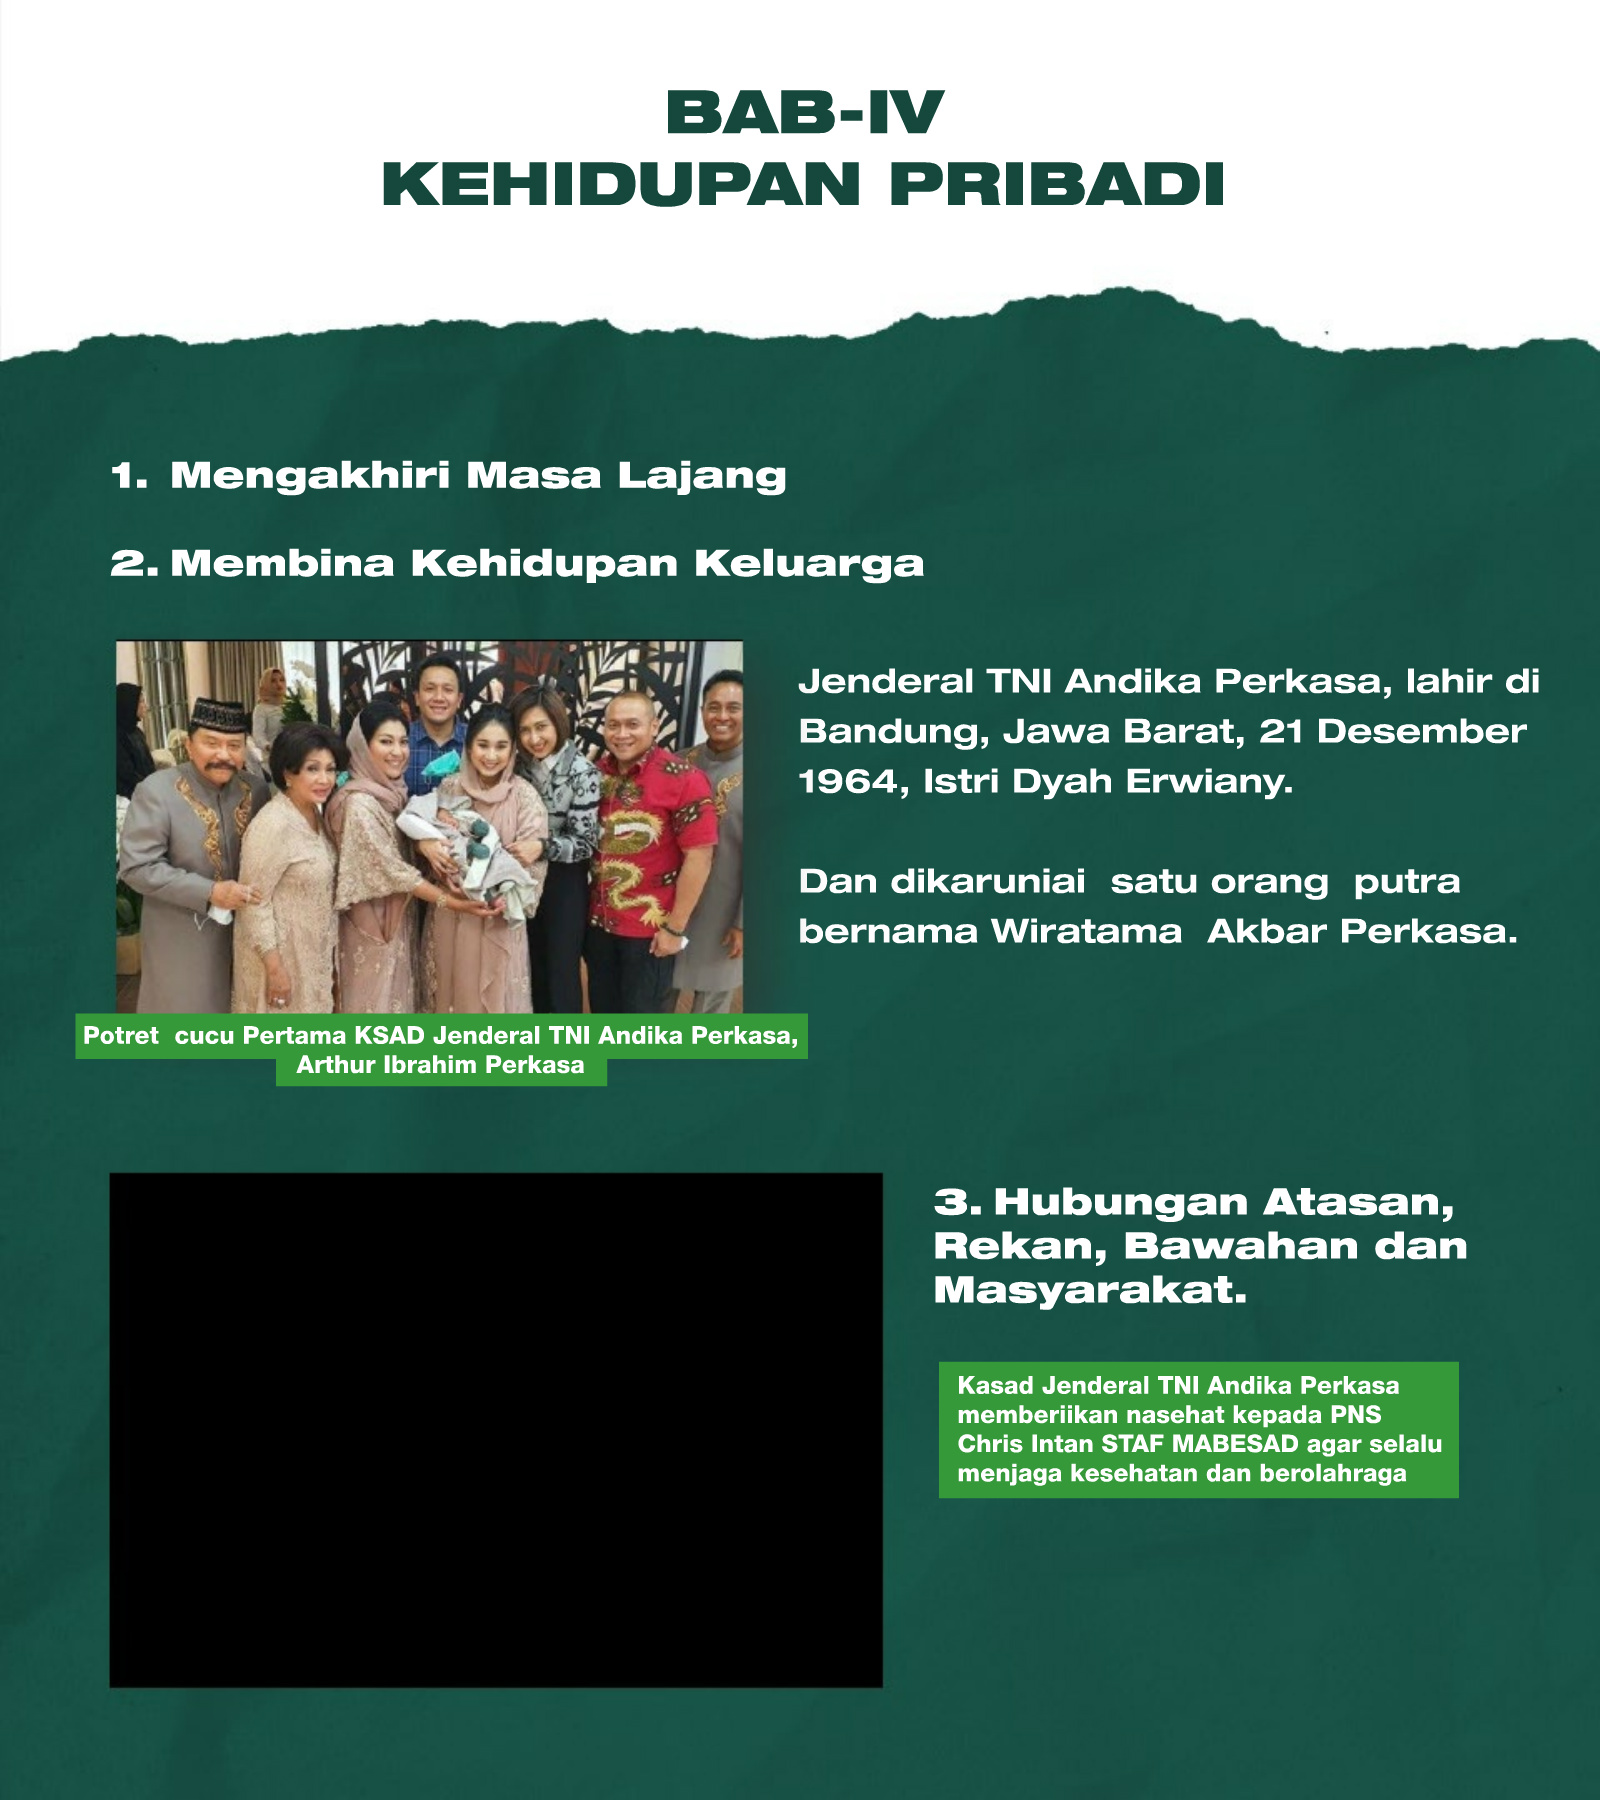 BAB-IV
KEHIDUPAN PRIBADI
1. Mengakhiri Masa Lajang
2. Membina Kehidupan Keluarga
Jenderal TNI Andika Perkasa, lahir di
Bandung, Jawa Barat, 21 Desember
1964, Istri Dyah Erwiany.
Dan dikaruniai satu orang putra
bernama Wiratama Akbar Perkasa.
Potret cucu Pertama KSAD Jenderal TNI Andika Perkasa,
Arthur Ibrahim Perkasa
3. Hubungan Atasan,
Rekan, Bawahan dan
Masyarakat.
Kasad Jenderal TNI Andika Perkasa
memberiikan nasehat kepada PNS
Chris Intan STAF MABESAD agar selalu
menjaga kesehatan dan berolahraga